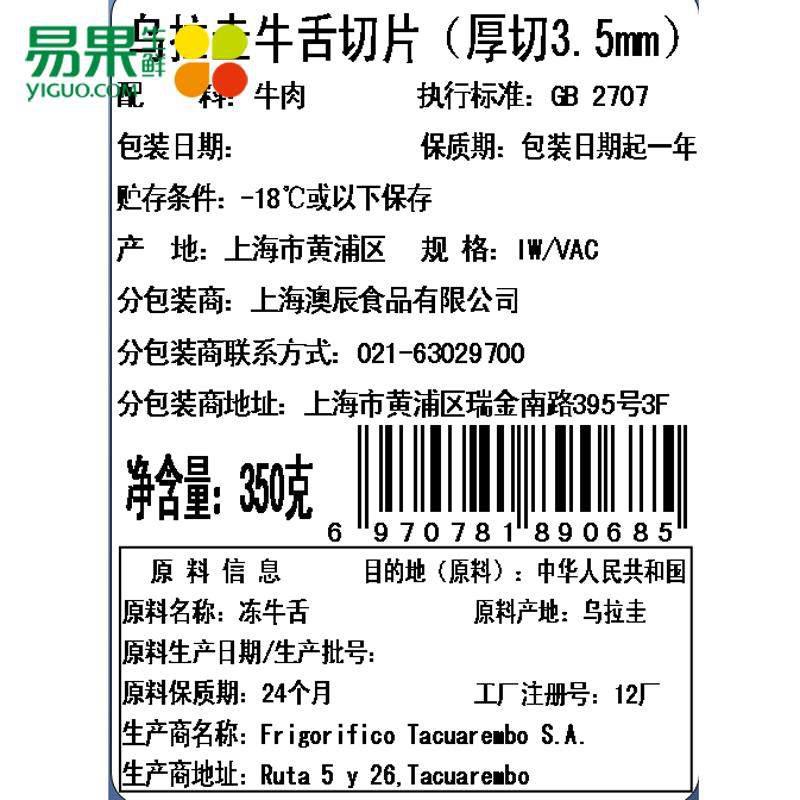 易果生鲜
YIGUO.COM
乌拉圭牛舌切片（厚切3.5mm）
配 料：牛肉 执行标准：GB 2707
包装日期： 保质期：包装日期起一年
贮存条件：-18℃或以下保存
产 地：上海市黄浦区 规 格：IW/VAC
分包装商：上海澳辰食品有限公司
分包装商联系方式：021-63029700
分包装商地址：上海市黄浦区瑞金南路395号3F
净含量：350克
6 970781 890685
原 料 信 息 目的地（原料）：中华人民共和国
原料名称：冻牛舌 原料产地：乌拉圭
原料生产日期/生产批号：
原料保质期：24个月 工厂注册号：12厂
生产商名称：Frigorifico Tacuarembo S.A.
生产商地址：Ruta 5 y 26,Tacuarembo